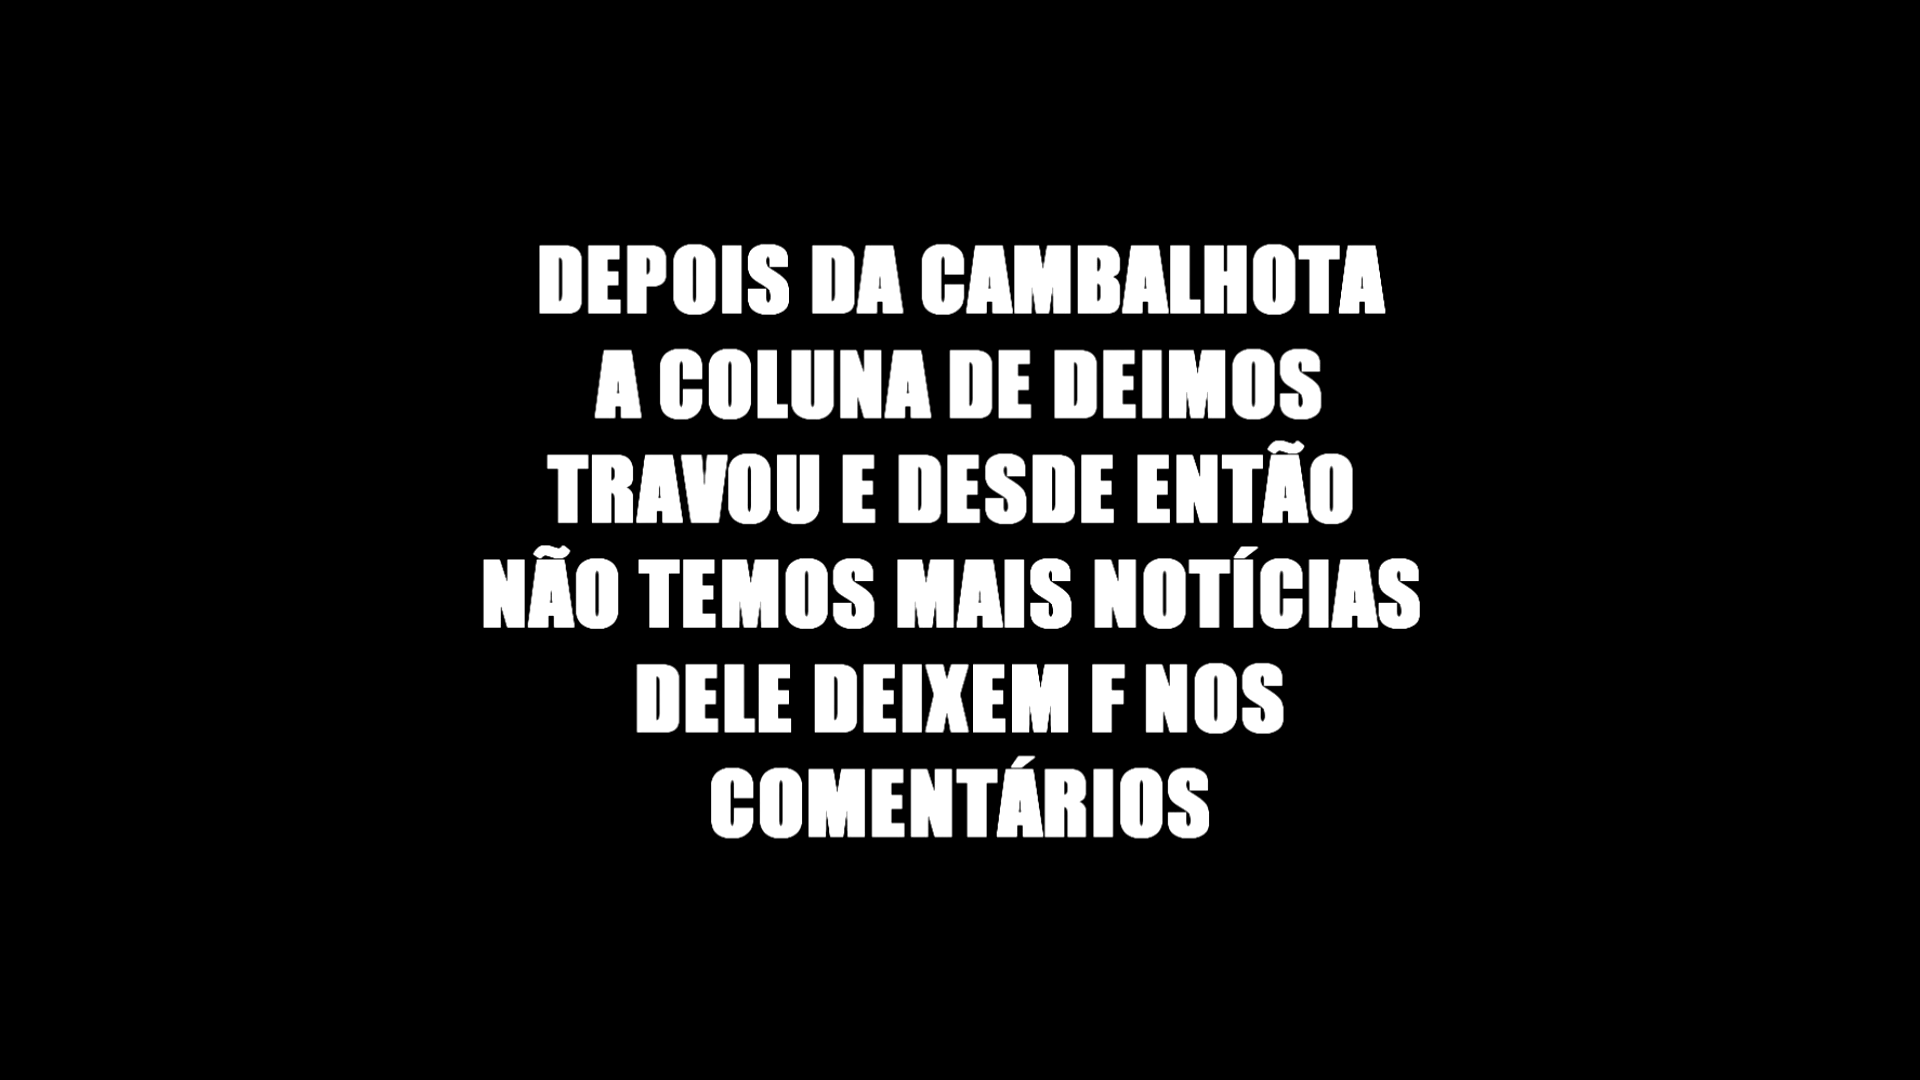 DEPOIS DA CAMBALHOTA
A COLUNA DE DEIMOS
TRAVOU E DESDE ENTÃO
NÃO TEMOS MAIS NOTÍCIAS
DELE DEIXEM F NOS
COMENTÁRIOS